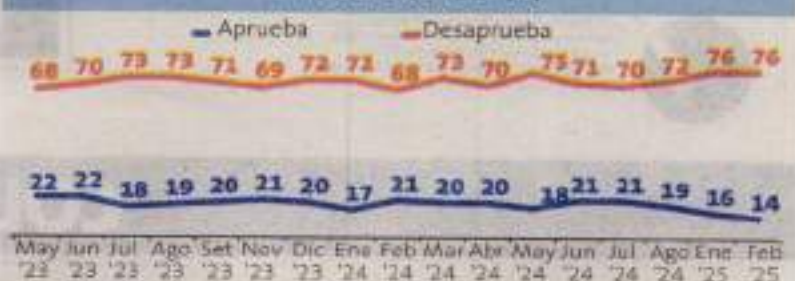 Aprueba Desaprueba
68 70 73 73 71 69 72 72 68 73 70 75 71 70 72 76 76
22 22 18 19 20 21 20 17 21 20 20 18 21 21 19 16 14
May Jun Jul Ago Set Nov Dic Ene Feb Mar Abr May Jun Jul Ago Ene Feb
'23 '23 '23 '23 '23 '23 '23 '24 '24 '24 '24 '24 '24 '24 '24 '25 '25